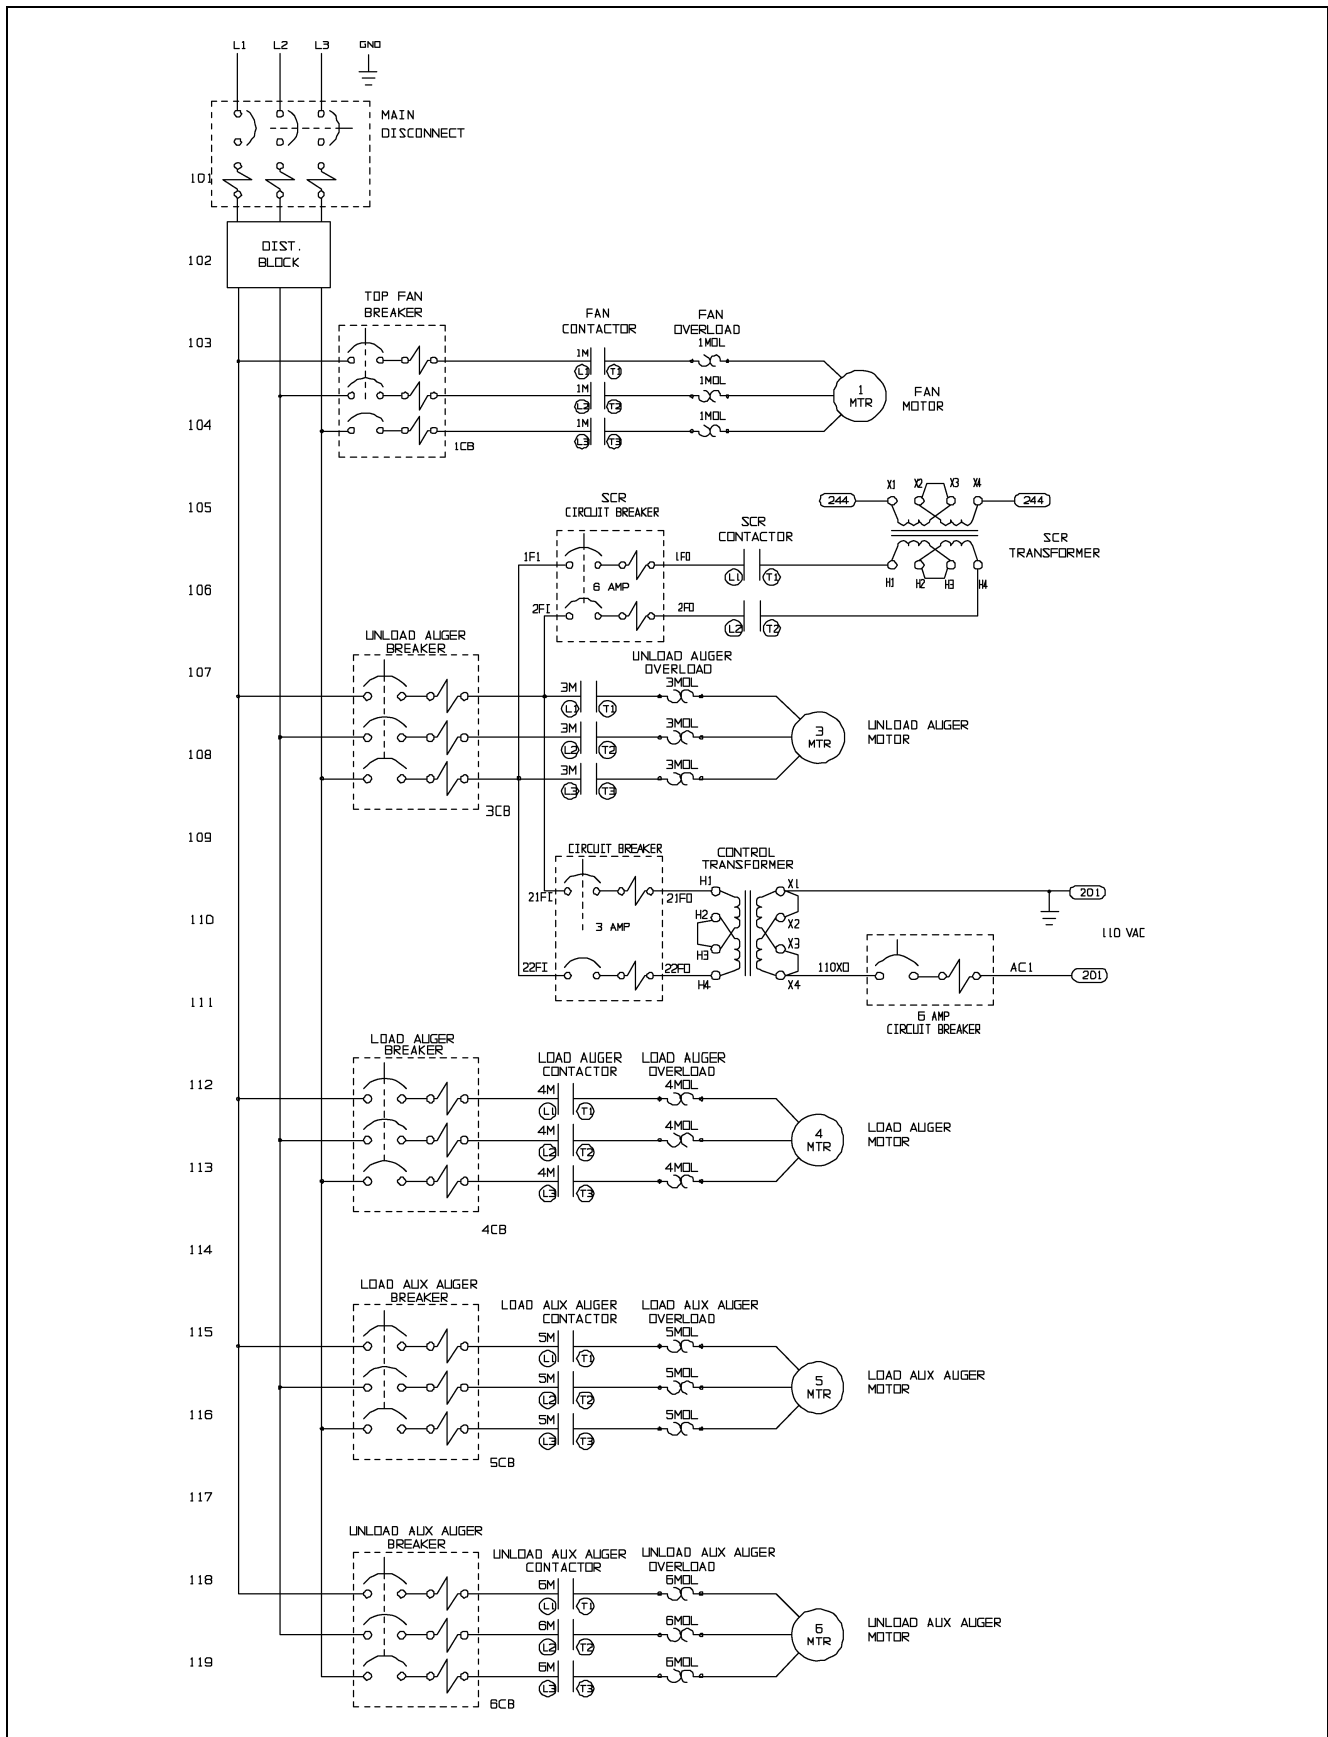 L1 L2 L3 GND
MAIN
DISCONNECT
101
DIST.
BLOCK
102
TOP FAN
BREAKER
FAN
CONTACTOR
FAN
OVERLOAD
103
1M
L1 T1
1MOL
1M
L2 T2
1MOL
1
MTR
FAN
MOTOR
104
1M
L3 T3
1MOL
1CB
105
SCR
CIRCUIT BREAKER
SCR
CONTACTOR
244 X1 X2 X3 X4 244
SCR
TRANSFORMER
1F1
6 AMP
1FO
L1 T1
H1 H2 H3 H4
106
2FI
2FO
L2 T2
UNLOAD AUGER
BREAKER
UNLOAD AUGER
OVERLOAD
107
3M
L1 T1
3MOL
3M
L2 T2
3MOL
3
MTR
UNLOAD AUGER
MOTOR
108
3M
L3 T3
3MOL
3CB
109
CIRCUIT BREAKER
CONTROL
TRANSFORMER
21FI
21FO
H1
X1
201
110
3 AMP
H2
X2
H3
X3
110 VAC
22FI
22FO
H4
X4
110XO
AC1
201
111
6 AMP
CIRCUIT BREAKER
LOAD AUGER
BREAKER
LOAD AUGER
CONTACTOR
LOAD AUGER
OVERLOAD
112
4M
L1 T1
4MOL
4M
L2 T2
4MOL
4
MTR
LOAD AUGER
MOTOR
113
4M
L3 T3
4MOL
4CB
114
LOAD AUX AUGER
BREAKER
LOAD AUX AUGER
CONTACTOR
LOAD AUX AUGER
OVERLOAD
115
5M
L1 T1
5MOL
5M
L2 T2
5MOL
5
MTR
LOAD AUX AUGER
MOTOR
116
5M
L3 T3
5MOL
5CB
117
UNLOAD AUX AUGER
BREAKER
UNLOAD AUX AUGER
CONTACTOR
UNLOAD AUX AUGER
OVERLOAD
118
6M
L1 T1
6MOL
6M
L2 T2
6MOL
6
MTR
UNLOAD AUX AUGER
MOTOR
119
6M
L3 T3
6MOL
6CB